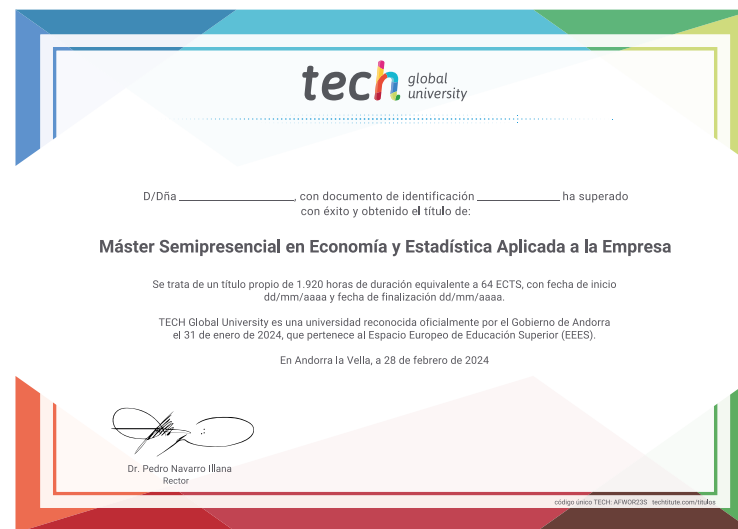 tech global university
D/Dña ______________________, con documento de identificación ________________ ha superado
con éxito y obtenido el título de:
Máster Semipresencial en Economía y Estadística Aplicada a la Empresa
Se trata de un título propio de 1.920 horas de duración equivalente a 64 ECTS, con fecha de inicio
dd/mm/aaaa y fecha de finalización dd/mm/aaaa.
TECH Global University es una universidad reconocida oficialmente por el Gobierno de Andorra
el 31 de enero de 2024, que pertenece al Espacio Europeo de Educación Superior (EEES).
En Andorra la Vella, a 28 de febrero de 2024
Dr. Pedro Navarro Illana
Rector
código único TECH: AFWOR23S techtitute.com/titulos